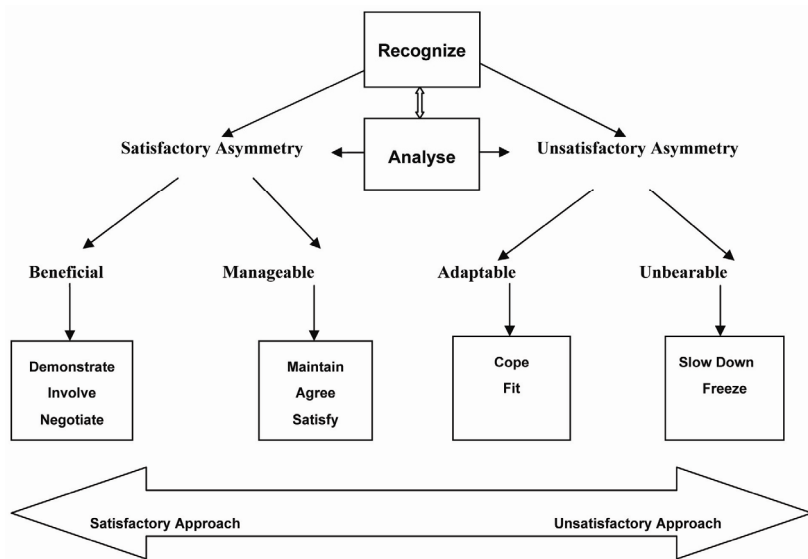 Recognize
Satisfactory Asymmetry
Analyse
Unsatisfactory Asymmetry
Beneficial
Manageable
Adaptable
Unbearable
Demonstrate
Involve
Negotiate
Maintain
Agree
Satisfy
Cope
Fit
Slow Down
Freeze
Satisfactory Approach
Unsatisfactory Approach